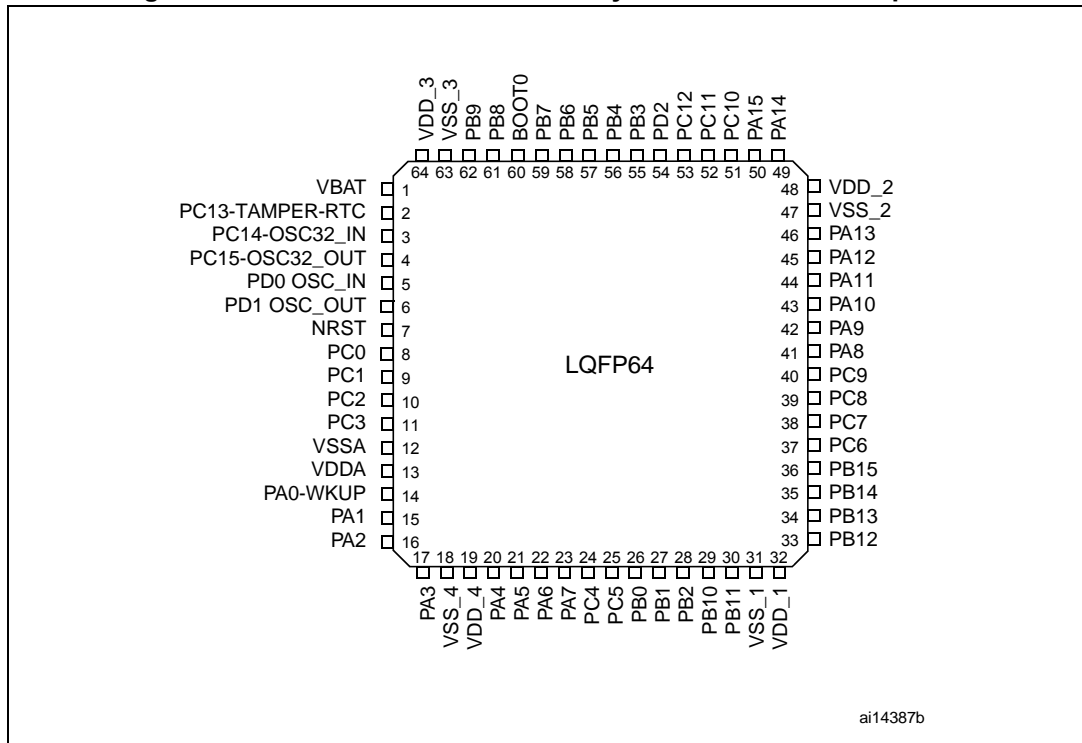 VDD_3
VSS_3
PB9
PB8
BOOT0
PB7
PB6
PB5
PB4
PB3
PD2
PC12
PC11
PC10
PA15
PA14
64 63 62 61 60 59 58 57 56 55 54 53 52 51 50 49
VBAT 1
PC13-TAMPER-RTC 2
PC14-OSC32_IN 3
PC15-OSC32_OUT 4
PD0 OSC_IN 5
PD1 OSC_OUT 6
NRST 7
PC0 8
PC1 9
PC2 10
PC3 11
VSSA 12
VDDA 13
PA0-WKUP 14
PA1 15
PA2 16
LQFP64
48 VDD_2
47 VSS_2
46 PA13
45 PA12
44 PA11
43 PA10
42 PA9
41 PA8
40 PC9
39 PC8
38 PC7
37 PC6
36 PB15
35 PB14
34 PB13
33 PB12
17 18 19 20 21 22 23 24 25 26 27 28 29 30 31 32
PA3
VSS_4
VDD_4
PA4
PA5
PA6
PA7
PC4
PC5
PB0
PB1
PB2
PB10
PB11
VSS_1
VDD_1
ai14387b